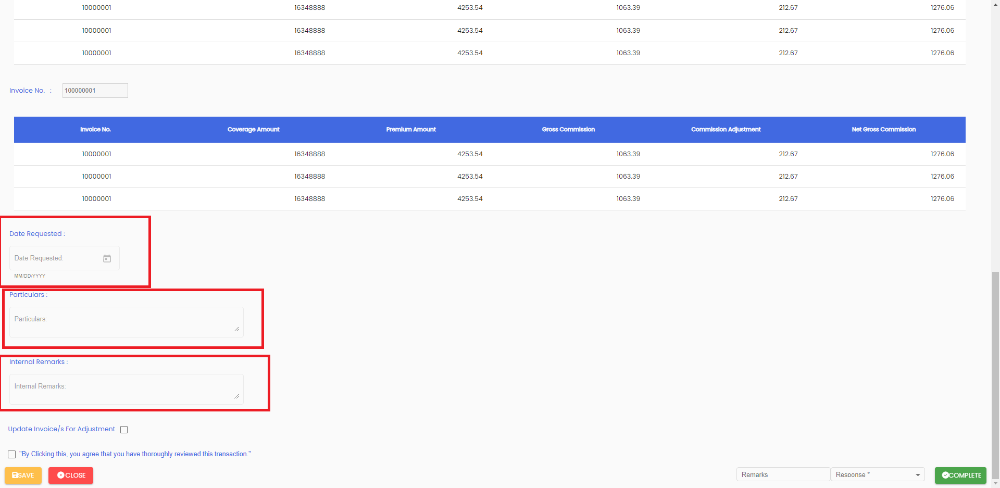 10000001 16348888 4253.54 1063.39 212.67 1276.06
10000001 16348888 4253.54 1063.39 212.67 1276.06
10000001 16348888 4253.54 1063.39 212.67 1276.06
Invoice No. : 100000001
Invoice No. Coverage Amount Premium Amount Gross Commission Commission Adjustment Net Gross Commission
10000001 16348888 4253.54 1063.39 212.67 1276.06
10000001 16348888 4253.54 1063.39 212.67 1276.06
10000001 16348888 4253.54 1063.39 212.67 1276.06
Date Requested :
Date Requested:
MM/DD/YYYY
Particulars :
Particulars:
Internal Remarks :
Internal Remarks:
Update Invoice/s For Adjustment
"By Clicking this, you agree that you have thoroughly reviewed this transaction."
SAVE CLOSE Remarks Response * COMPLETE